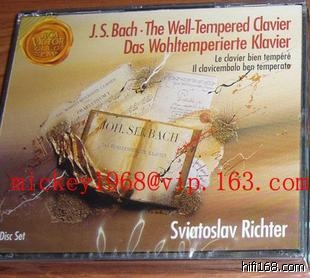 J. S. Bach · The Well-Tempered Clavier
Das Wohltemperierte Klavier
Le clavier bien tempéré
Il clavicembalo ben temperato
VICTOR
JOH. SEB. BACH
mickey1968@vip.163.com
Disc Set
Sviatoslav Richter
hifi168.com